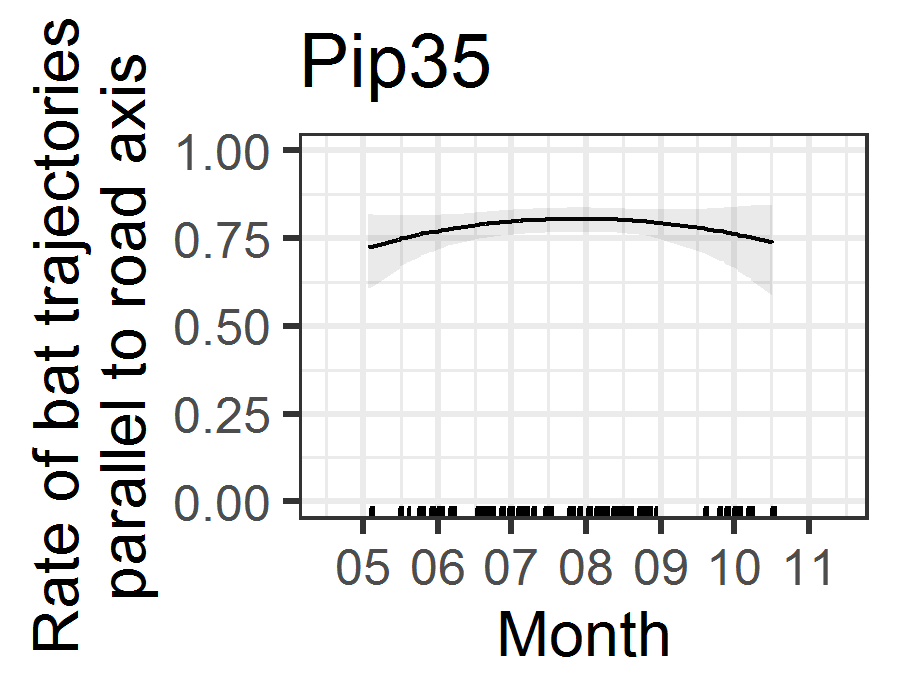 Pip35
Rate of bat trajectories
parallel to road axis
1.00
0.75
0.50
0.25
0.00
05 06 07 08 09 10 11
Month